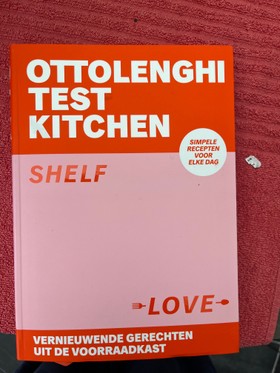 OTTOLENGHI
TEST
KITCHEN
SIMPELE
RECEPTEN
VOOR
ELKE DAG
SHELF
LOVE
VERNIEUWENDE GERECHTEN
UIT DE VOORRAADKAST